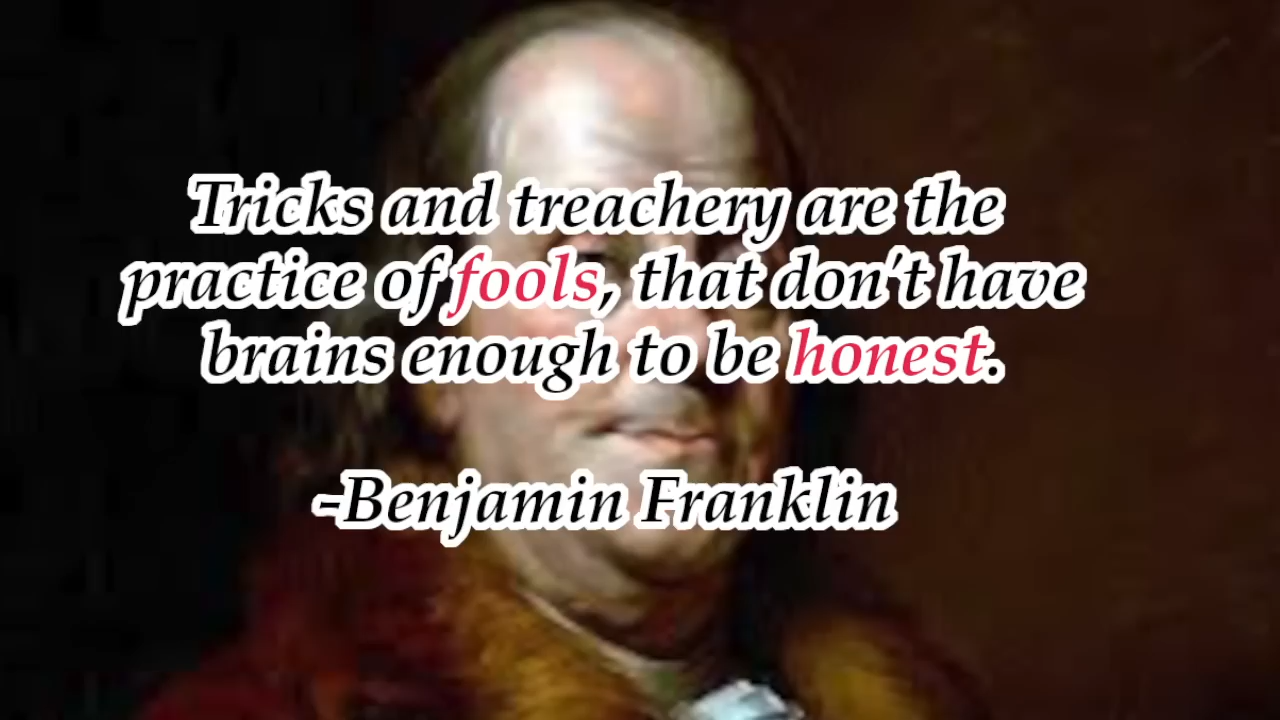 Tricks and treachery are the
practice of fools, that don't have
brains enough to be honest.
-Benjamin Franklin